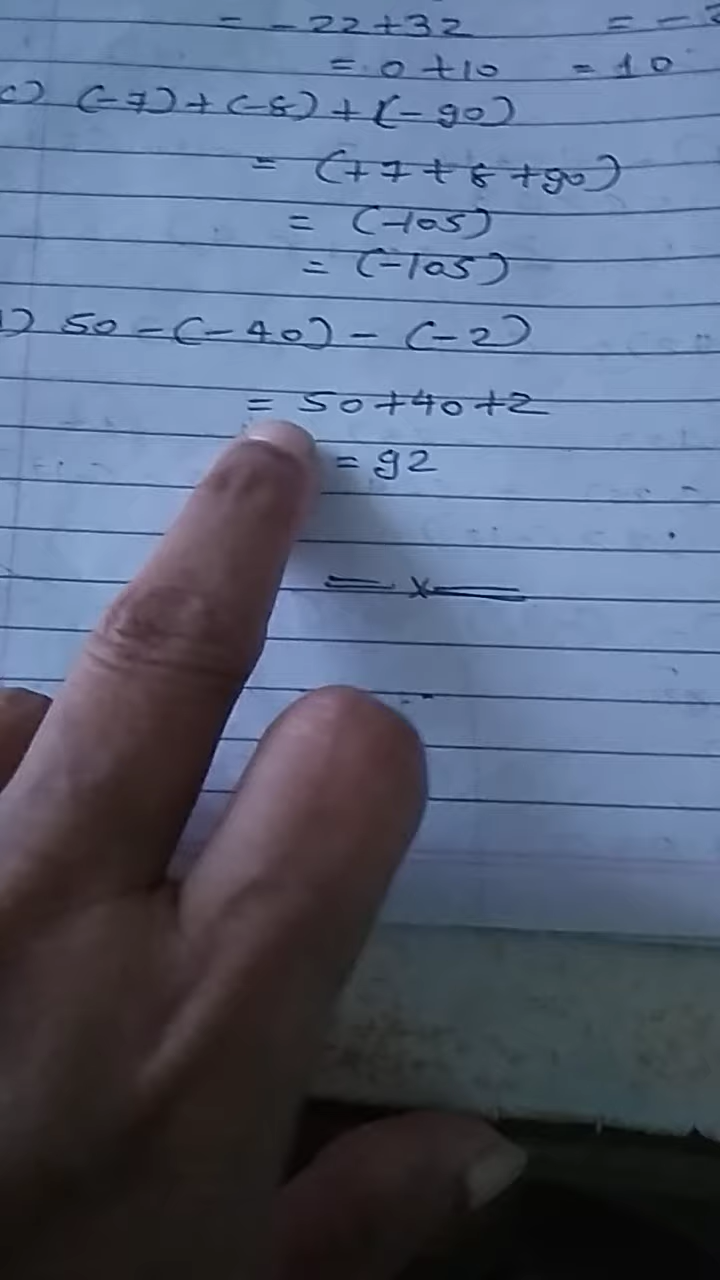 = -22+32 = -
= 0 +10 = 10
c) (-7)+(-8)+(-90)
= (+7+8+90)
= (-105)
= (-105)
) 50 -(-40) - (-2)
= 50+40+2
= 92
x